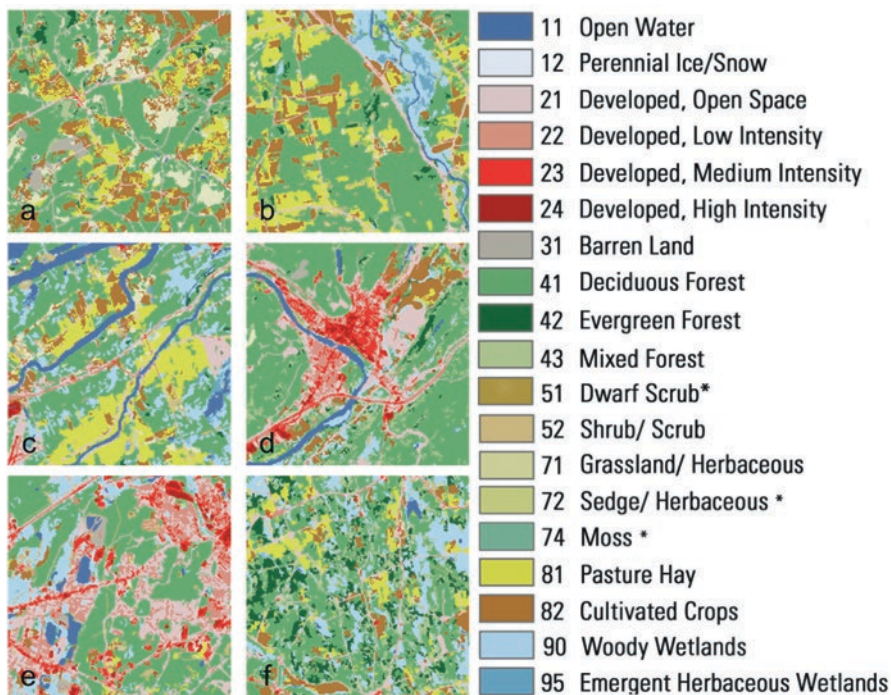 a
b
c
d
e
f
11 Open Water
12 Perennial Ice/Snow
21 Developed, Open Space
22 Developed, Low Intensity
23 Developed, Medium Intensity
24 Developed, High Intensity
31 Barren Land
41 Deciduous Forest
42 Evergreen Forest
43 Mixed Forest
51 Dwarf Scrub*
52 Shrub/ Scrub
71 Grassland/ Herbaceous
72 Sedge/ Herbaceous *
74 Moss *
81 Pasture Hay
82 Cultivated Crops
90 Woody Wetlands
95 Emergent Herbaceous Wetlands